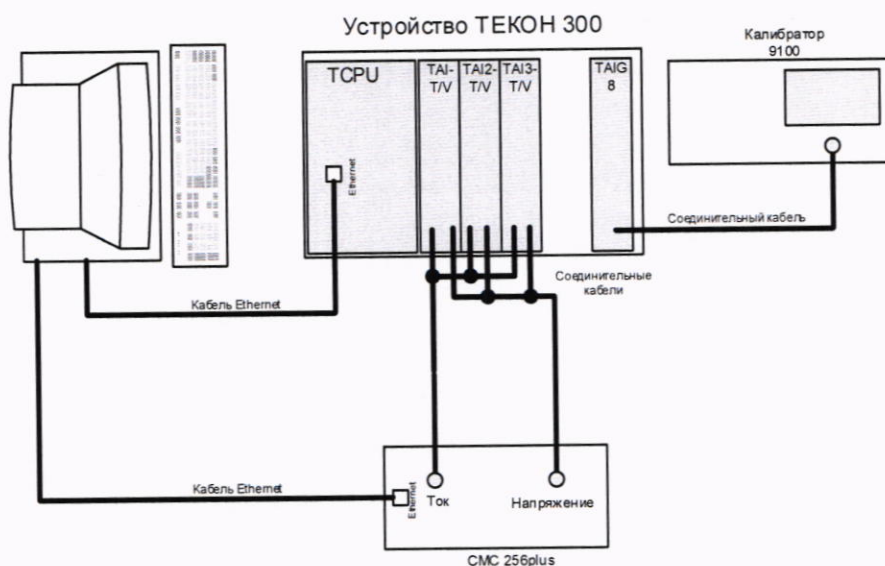 Устройство ТЕКОН 300
Калибратор
9100
TCPU
TAI-
T/V
TAI2-
T/V
TAI3-
T/V
TAIG
8
Ethernet
Соединительный кабель
Соединительные
кабели
Кабель Ethernet
Кабель Ethernet
Ethernet
Ток
Напряжение
СМС 256plus